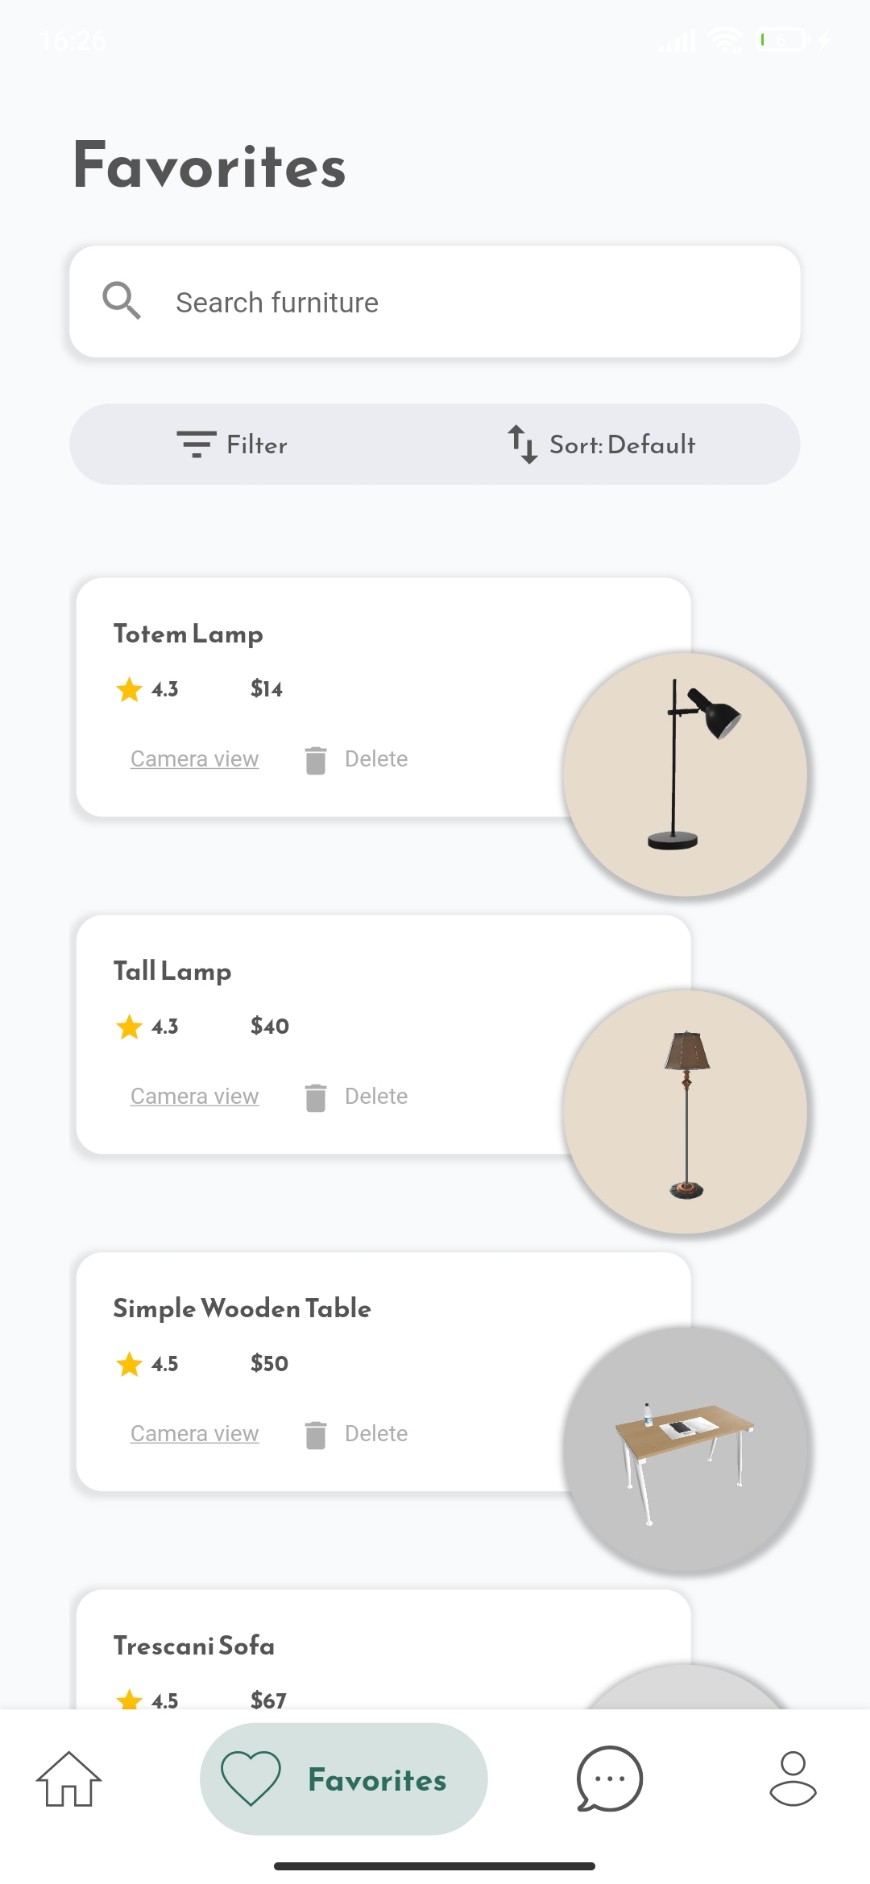 16:26
6
Favorites
Search furniture
Filter
Sort: Default
Totem Lamp
4.3 $14
Camera view Delete
Tall Lamp
4.3 $40
Camera view Delete
Simple Wooden Table
4.5 $50
Camera view Delete
Trescani Sofa
4.5 $67
Favorites